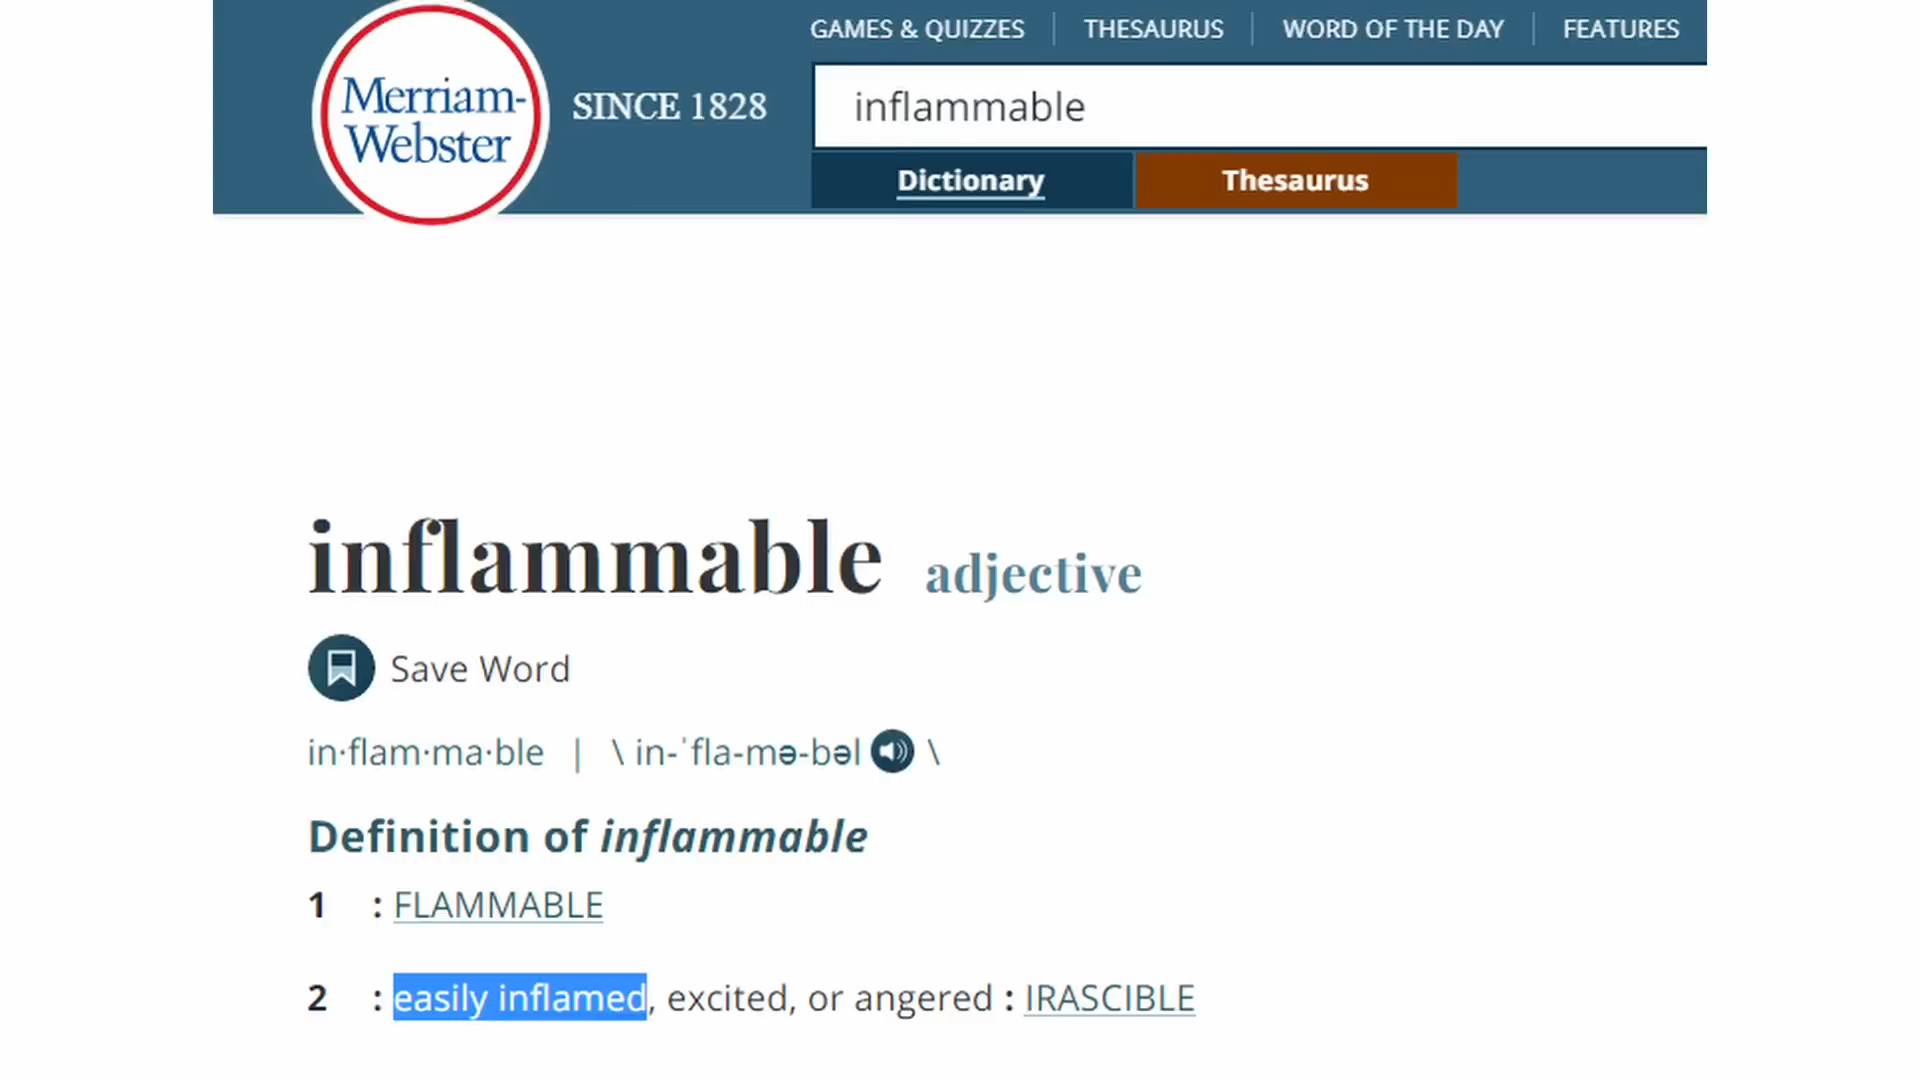 GAMES & QUIZZES | THESAURUS | WORD OF THE DAY | FEATURES
Merriam-
Webster
SINCE 1828
inflammable
Dictionary
Thesaurus
inflammable adjective
Save Word
in·flam·ma·ble | \ in-ˈfla-mə-bəl \
Definition of inflammable
1 : FLAMMABLE
2 : easily inflamed, excited, or angered : IRASCIBLE